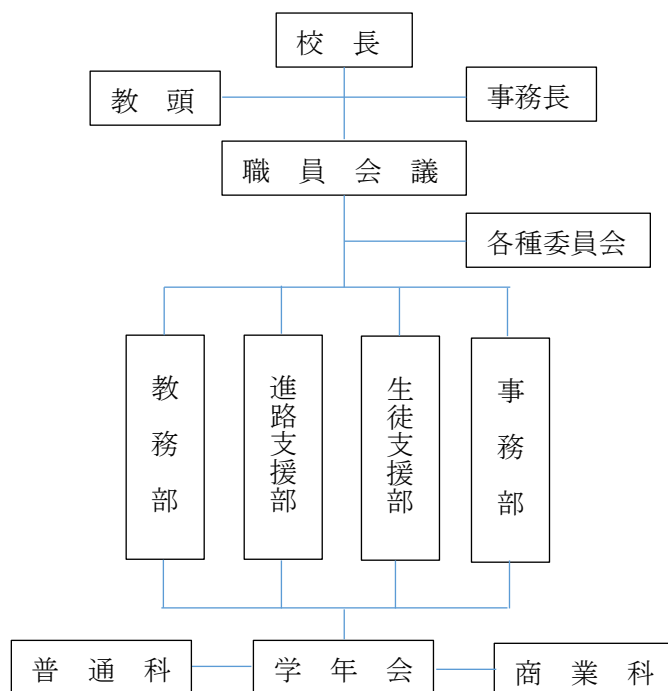 校　長
教　頭
事務長
職　員　会　議
各種委員会
教務部
進路支援部
生徒支援部
事務部
普　通　科
学　年　会
商　業　科